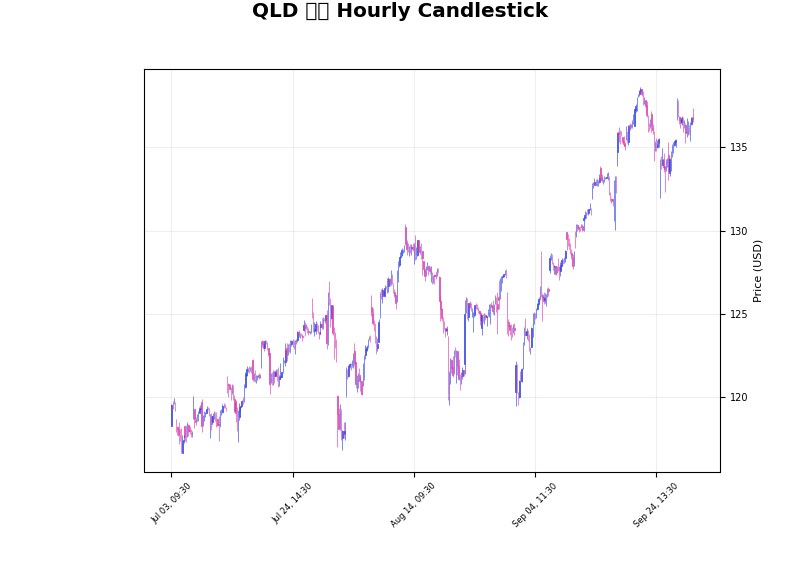 QLD Hourly Candlestick
135
130
125
120
Price (USD)
Jul 03, 09:30
Jul 24, 14:30
Aug 14, 09:30
Sep 04, 11:30
Sep 24, 13:30